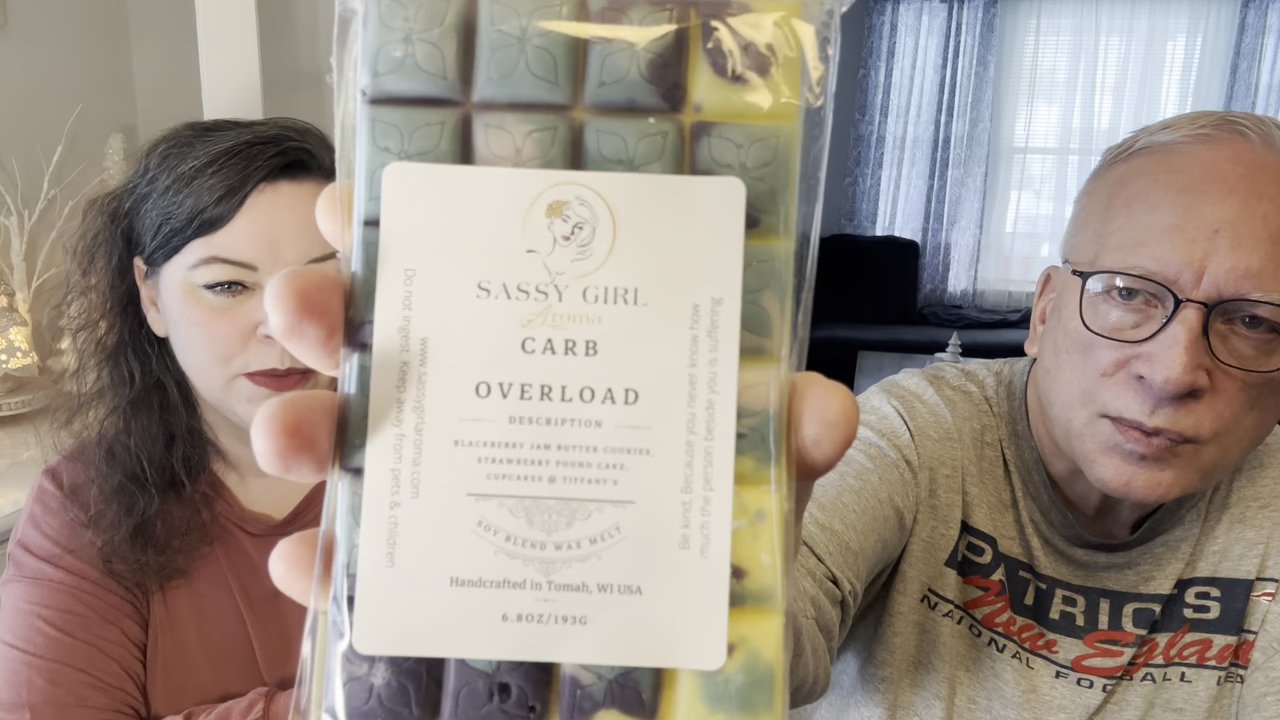 SASSY GIRL
Aroma
CARB
OVERLOAD
DESCRIPTION
BLACKBERRY JAM BUTTER COOKIES,
STRAWBERRY POUND CAKE,
CUPCAKES @ TIFFANY'S
SOY BLEND WAX MELT
Handcrafted in Tomah, WI USA
6.8OZ/193G
Do not ingest. Keep away from pets & children
www.sassygirlaroma.com
Be kind. Because you never know how
much the person beside you is suffering
PATRIOTS
New Englan
NATIONAL FOOTBALL LEA